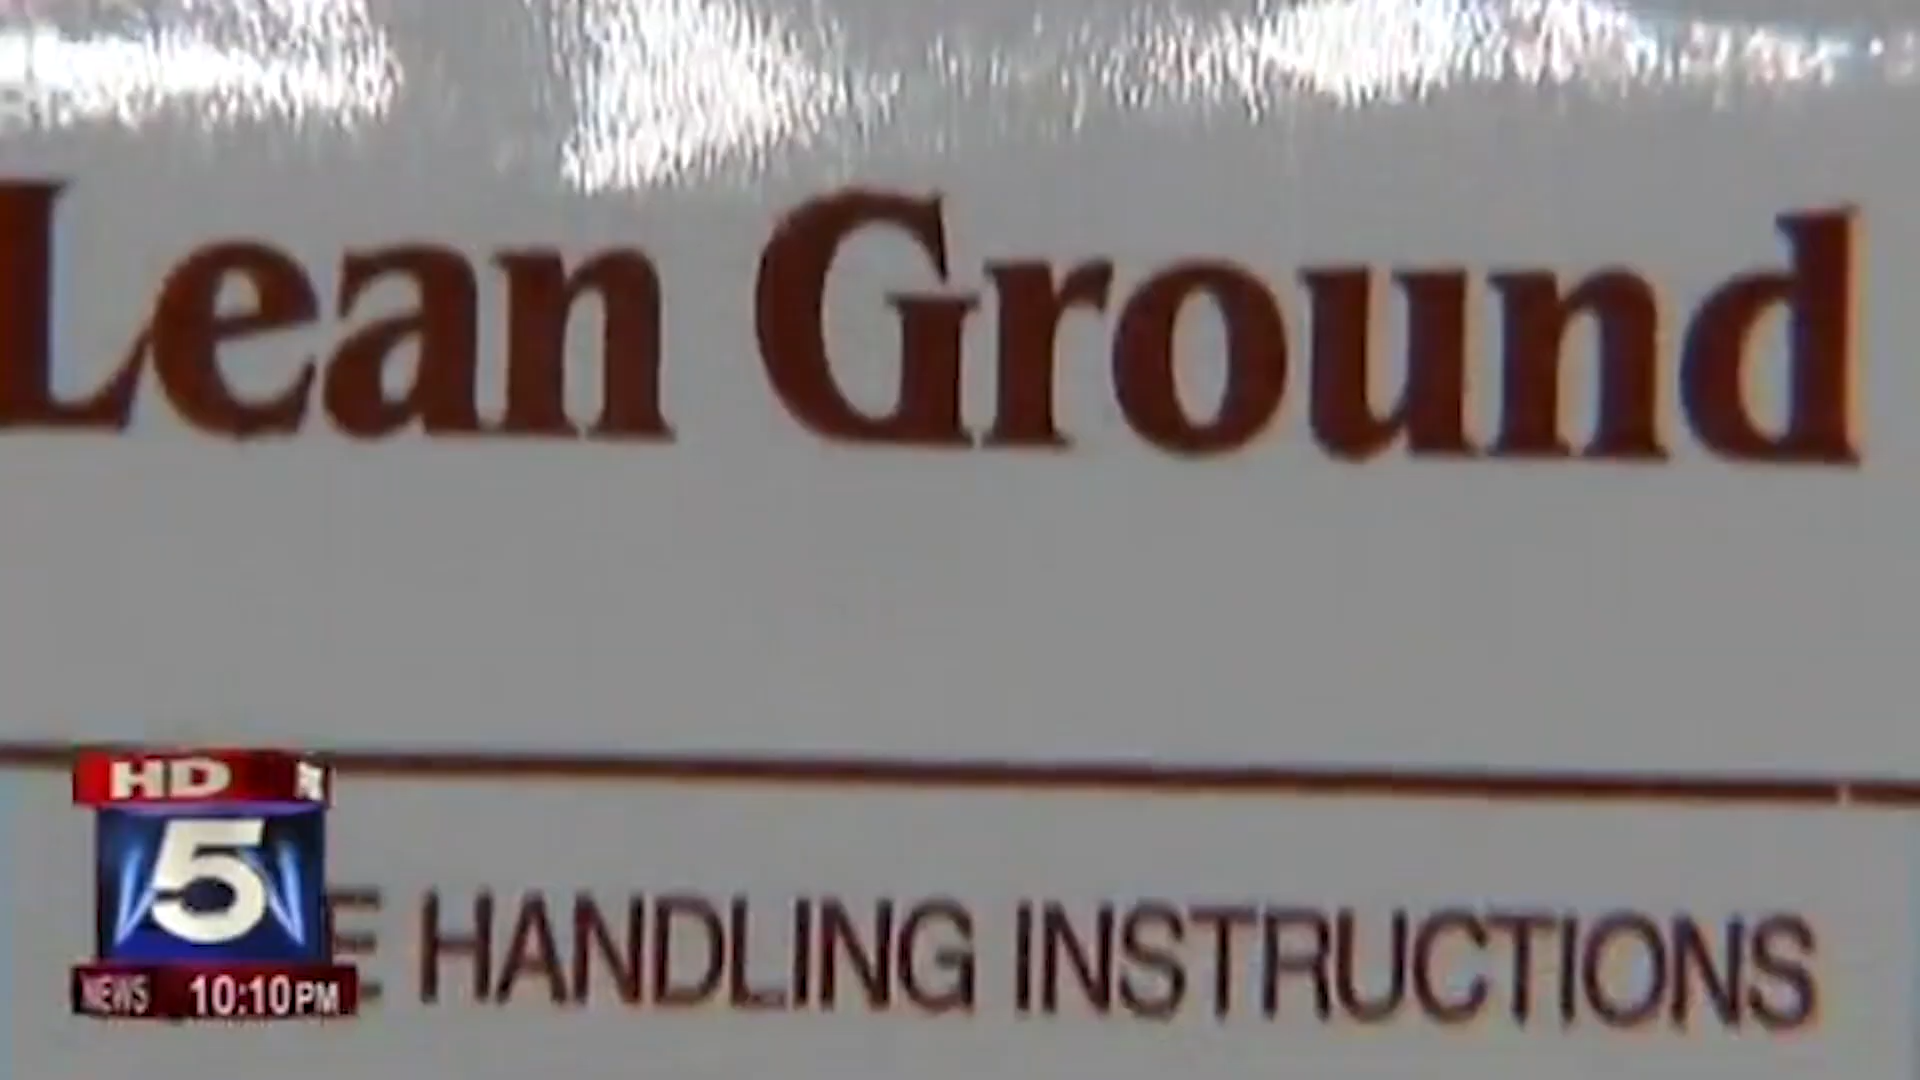 Lean Ground
HD
5
E HANDLING INSTRUCTIONS
NEWS 10:10PM